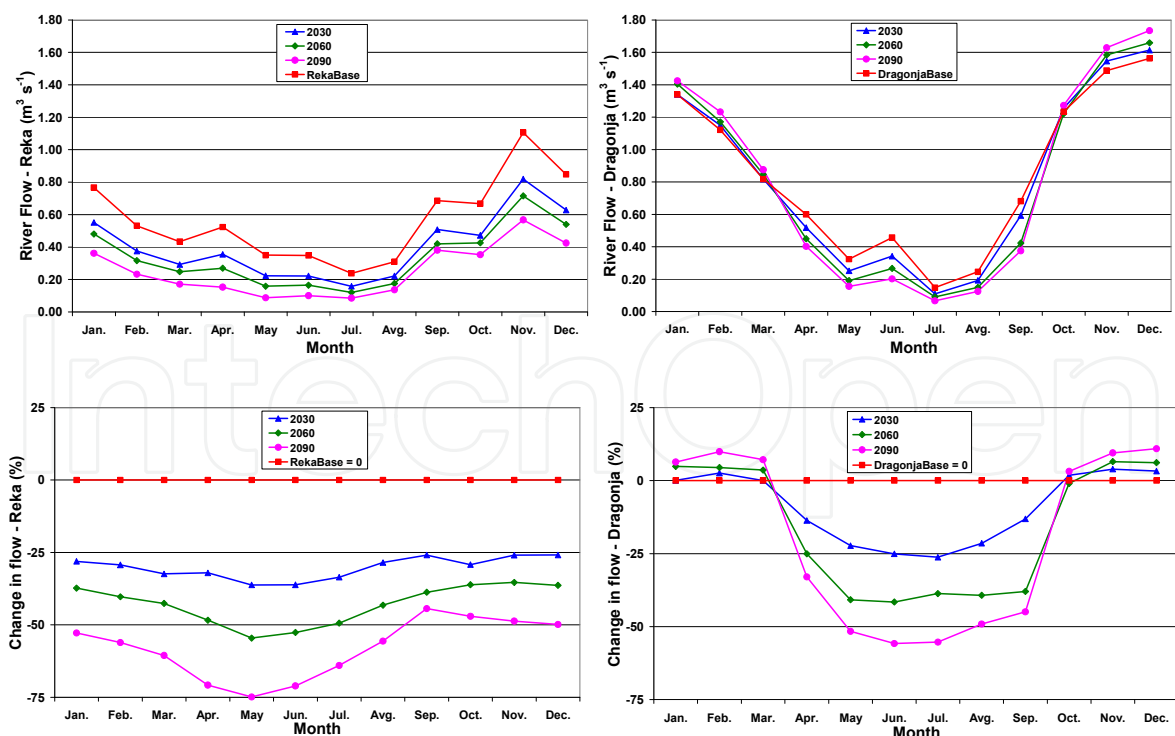 River Flow - Reka (m³ s⁻¹)
1.80
1.60
1.40
1.20
1.00
0.80
0.60
0.40
0.20
0.00
2030
2060
2090
RekaBase
Jan. Feb. Mar. Apr. May Jun. Jul. Avg. Sep. Oct. Nov. Dec.
Month
River Flow - Dragonja (m³ s⁻¹)
1.80
1.60
1.40
1.20
1.00
0.80
0.60
0.40
0.20
0.00
2030
2060
2090
DragonjaBase
Jan. Feb. Mar. Apr. May Jun. Jul. Avg. Sep. Oct. Nov. Dec.
Month
IntechOpen
Change in flow - Reka (%)
25
0
-25
-50
-75
2030
2060
2090
RekaBase = 0
Jan. Feb. Mar. Apr. May Jun. Jul. Avg. Sep. Oct. Nov. Dec.
Month
Change in flow - Dragonja (%)
25
0
-25
-50
-75
2030
2060
2090
DragonjaBase = 0
Jan. Feb. Mar. Apr. May Jun. Jul. Avg. Sep. Oct. Nov. Dec.
Month